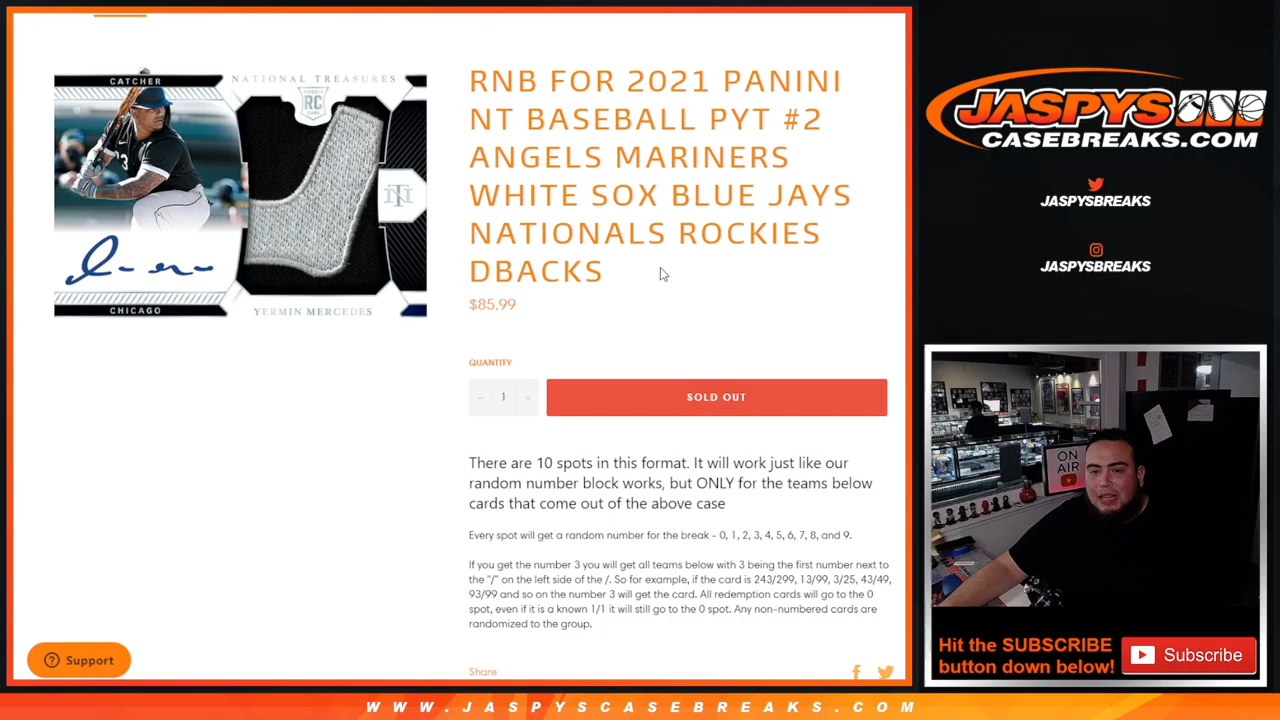 CATCHER
NATIONAL TREASURES
RC
CHICAGO
YERMIN MERCEDES
RNB FOR 2021 PANINI
NT BASEBALL PYT #2
ANGELS MARINERS
WHITE SOX BLUE JAYS
NATIONALS ROCKIES
DBACKS
$85.99
QUANTITY
− 1 +
SOLD OUT
There are 10 spots in this format. It will work just like our
random number block works, but ONLY for the teams below
cards that come out of the above case
Every spot will get a random number for the break - 0, 1, 2, 3, 4, 5, 6, 7, 8, and 9.
If you get the number 3 you will get all teams below with 3 being the first number next to
the "/" on the left side of the /. So for example, if the card is 243/299, 13/99, 3/25, 43/49,
93/99 and so on the number 3 will get the card. All redemption cards will go to the 0
spot, even if it is a known 1/1 it will still go to the 0 spot. Any non-numbered cards are
randomized to the group.
Share
Support
JASPYS
CASEBREAKS.COM
JASPYSBREAKS
JASPYSBREAKS
ON
AIR
Hit the SUBSCRIBE
button down below!
Subscribe
WWW.JASPYSCASEBREAKS.COM